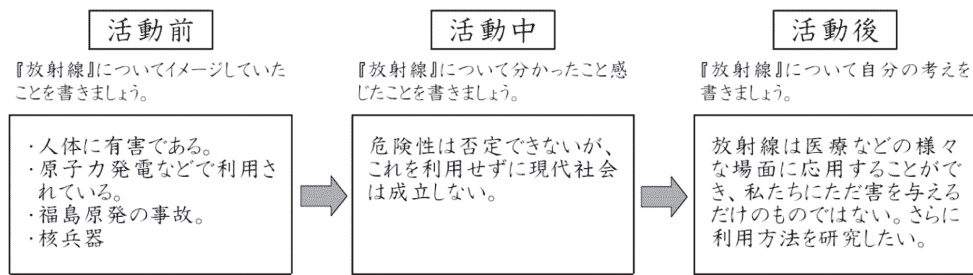 活動前
『放射線』についてイメージしていた
ことを書きましょう。
・人体に有害である。
・原子力発電などで利用さ
れている。
・福島原発の事故。
・核兵器
活動中
『放射線』について分かったこと感
じたことを書きましょう。
危険性は否定できないが、
これを利用せずに現代社会
は成立しない。
活動後
『放射線』について自分の考えを
書きましょう。
放射線は医療などの様々
な場面に応用することがで
き、私たちにただ害を与える
だけのものではない。さらに
利用方法を研究したい。